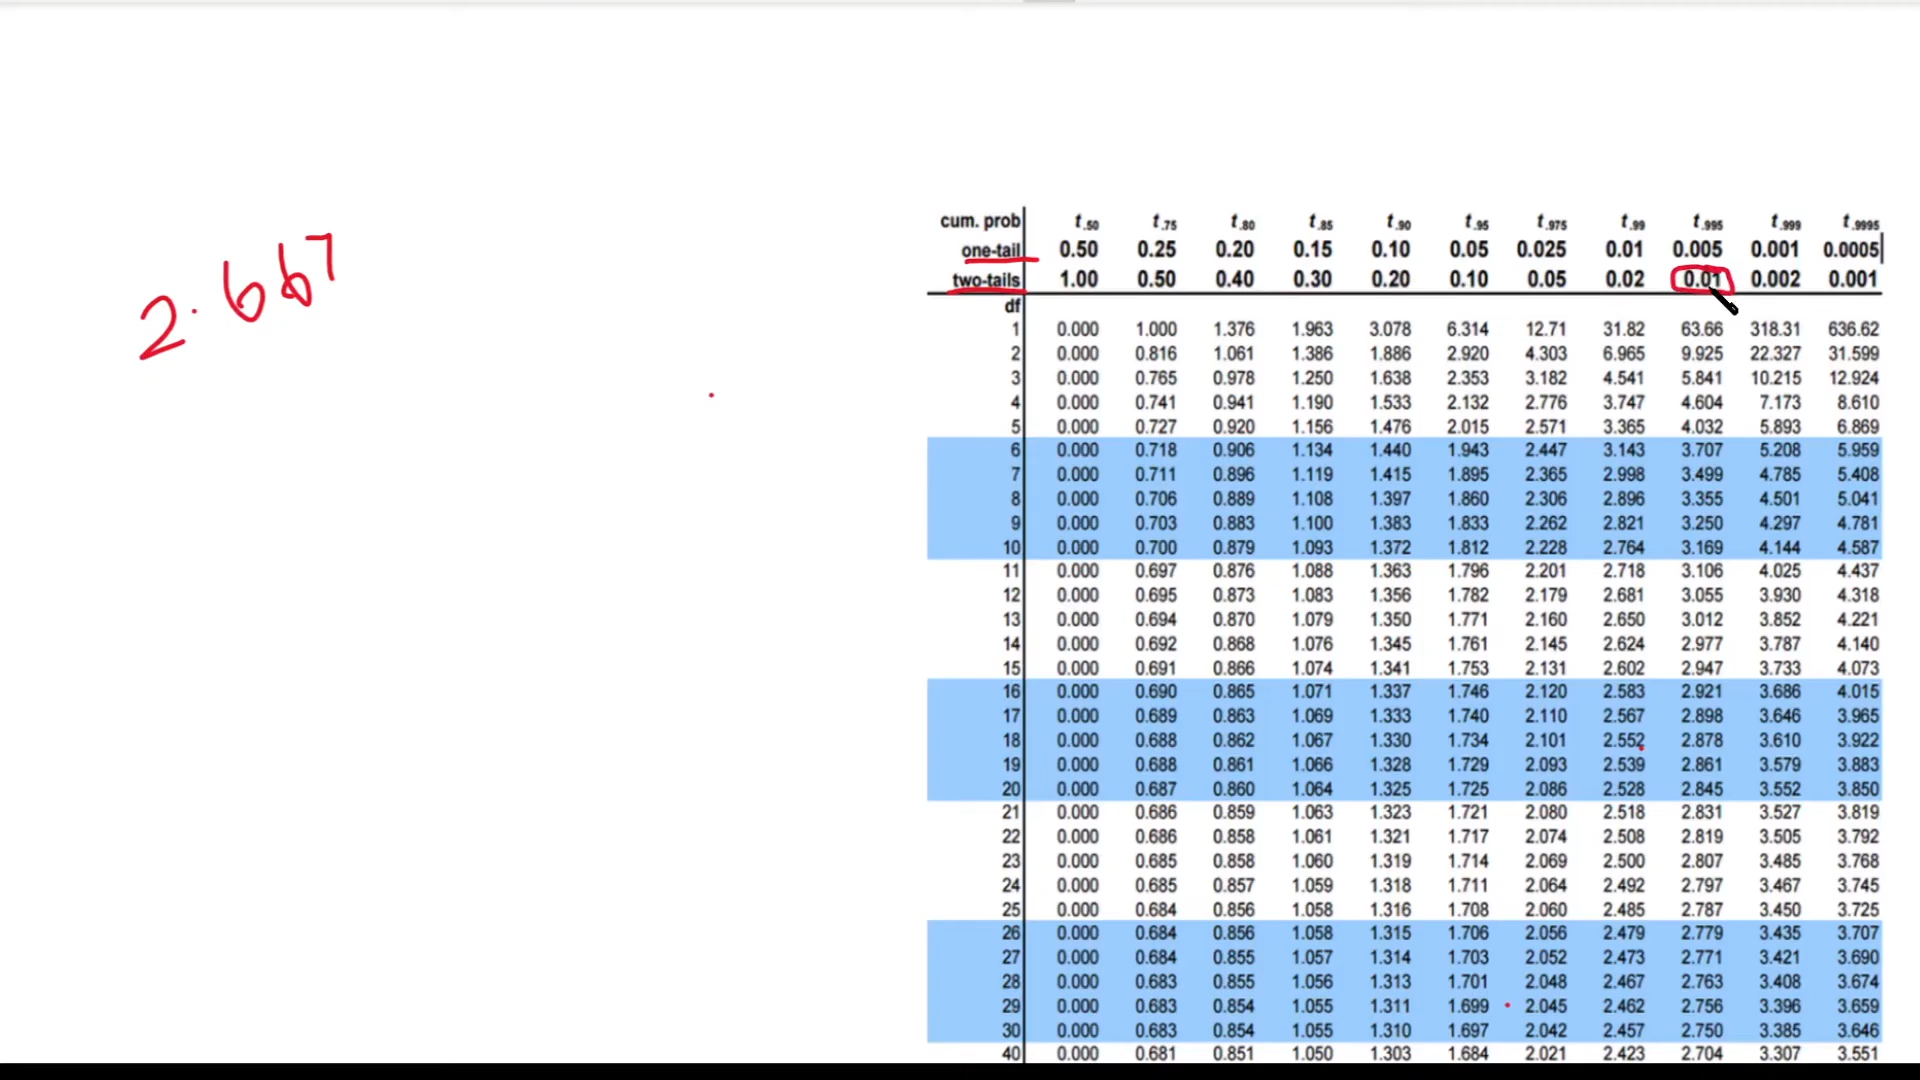 2.667
cum. prob t.50 t.75 t.80 t.85 t.90 t.95 t.975 t.99 t.995 t.999 t.9995
one-tail 0.50 0.25 0.20 0.15 0.10 0.05 0.025 0.01 0.005 0.001 0.0005
two-tails 1.00 0.50 0.40 0.30 0.20 0.10 0.05 0.02 0.01 0.002 0.001
df
1 0.000 1.000 1.376 1.963 3.078 6.314 12.71 31.82 63.66 318.31 636.62
2 0.000 0.816 1.061 1.386 1.886 2.920 4.303 6.965 9.925 22.327 31.599
3 0.000 0.765 0.978 1.250 1.638 2.353 3.182 4.541 5.841 10.215 12.924
4 0.000 0.741 0.941 1.190 1.533 2.132 2.776 3.747 4.604 7.173 8.610
5 0.000 0.727 0.920 1.156 1.476 2.015 2.571 3.365 4.032 5.893 6.869
6 0.000 0.718 0.906 1.134 1.440 1.943 2.447 3.143 3.707 5.208 5.959
7 0.000 0.711 0.896 1.119 1.415 1.895 2.365 2.998 3.499 4.785 5.408
8 0.000 0.706 0.889 1.108 1.397 1.860 2.306 2.896 3.355 4.501 5.041
9 0.000 0.703 0.883 1.100 1.383 1.833 2.262 2.821 3.250 4.297 4.781
10 0.000 0.700 0.879 1.093 1.372 1.812 2.228 2.764 3.169 4.144 4.587
11 0.000 0.697 0.876 1.088 1.363 1.796 2.201 2.718 3.106 4.025 4.437
12 0.000 0.695 0.873 1.083 1.356 1.782 2.179 2.681 3.055 3.930 4.318
13 0.000 0.694 0.870 1.079 1.350 1.771 2.160 2.650 3.012 3.852 4.221
14 0.000 0.692 0.868 1.076 1.345 1.761 2.145 2.624 2.977 3.787 4.140
15 0.000 0.691 0.866 1.074 1.341 1.753 2.131 2.602 2.947 3.733 4.073
16 0.000 0.690 0.865 1.071 1.337 1.746 2.120 2.583 2.921 3.686 4.015
17 0.000 0.689 0.863 1.069 1.333 1.740 2.110 2.567 2.898 3.646 3.965
18 0.000 0.688 0.862 1.067 1.330 1.734 2.101 2.552 2.878 3.610 3.922
19 0.000 0.688 0.861 1.066 1.328 1.729 2.093 2.539 2.861 3.579 3.883
20 0.000 0.687 0.860 1.064 1.325 1.725 2.086 2.528 2.845 3.552 3.850
21 0.000 0.686 0.859 1.063 1.323 1.721 2.080 2.518 2.831 3.527 3.819
22 0.000 0.686 0.858 1.061 1.321 1.717 2.074 2.508 2.819 3.505 3.792
23 0.000 0.685 0.858 1.060 1.319 1.714 2.069 2.500 2.807 3.485 3.768
24 0.000 0.685 0.857 1.059 1.318 1.711 2.064 2.492 2.797 3.467 3.745
25 0.000 0.684 0.856 1.058 1.316 1.708 2.060 2.485 2.787 3.450 3.725
26 0.000 0.684 0.856 1.058 1.315 1.706 2.056 2.479 2.779 3.435 3.707
27 0.000 0.684 0.855 1.057 1.314 1.703 2.052 2.473 2.771 3.421 3.690
28 0.000 0.683 0.855 1.056 1.313 1.701 2.048 2.467 2.763 3.408 3.674
29 0.000 0.683 0.854 1.055 1.311 1.699 2.045 2.462 2.756 3.396 3.659
30 0.000 0.683 0.854 1.055 1.310 1.697 2.042 2.457 2.750 3.385 3.646
40 0.000 0.681 0.851 1.050 1.303 1.684 2.021 2.423 2.704 3.307 3.551